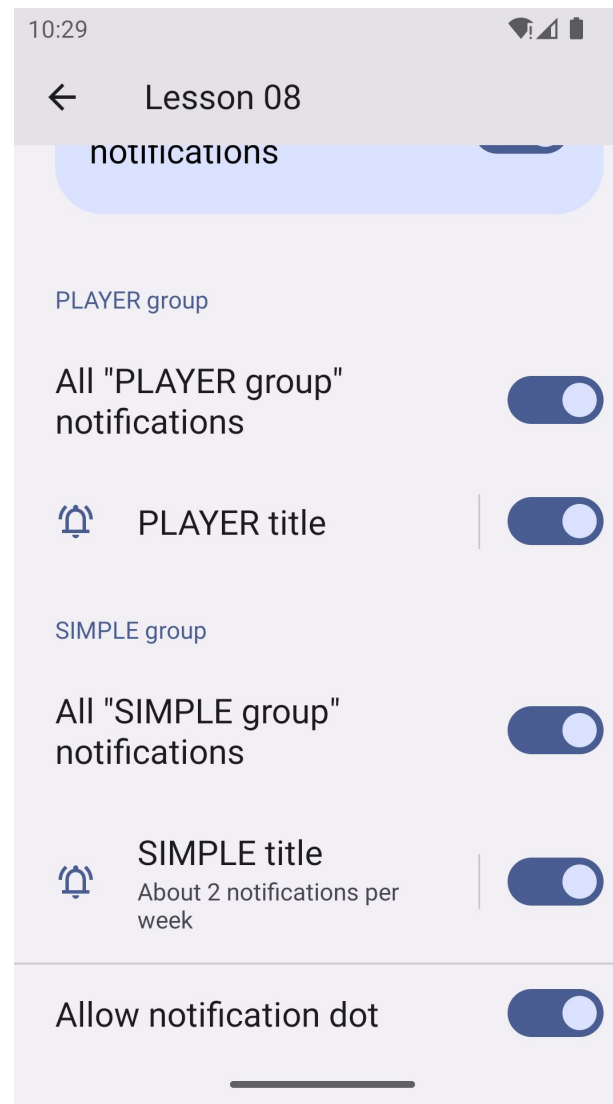 10:29
Lesson 08
notifications
PLAYER group
All "PLAYER group"
notifications
PLAYER title
SIMPLE group
All "SIMPLE group"
notifications
SIMPLE title
About 2 notifications per
week
Allow notification dot